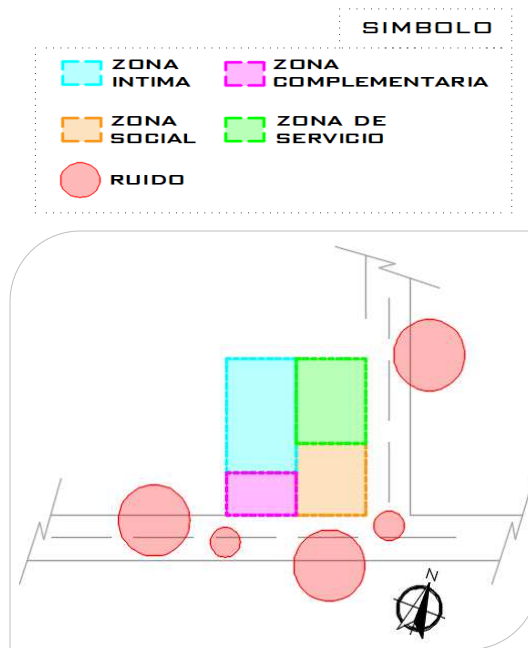 SIMBOLO
ZONA
INTIMA
ZONA
COMPLEMENTARIA
ZONA
SOCIAL
ZONA DE
SERVICIO
RUIDO
N